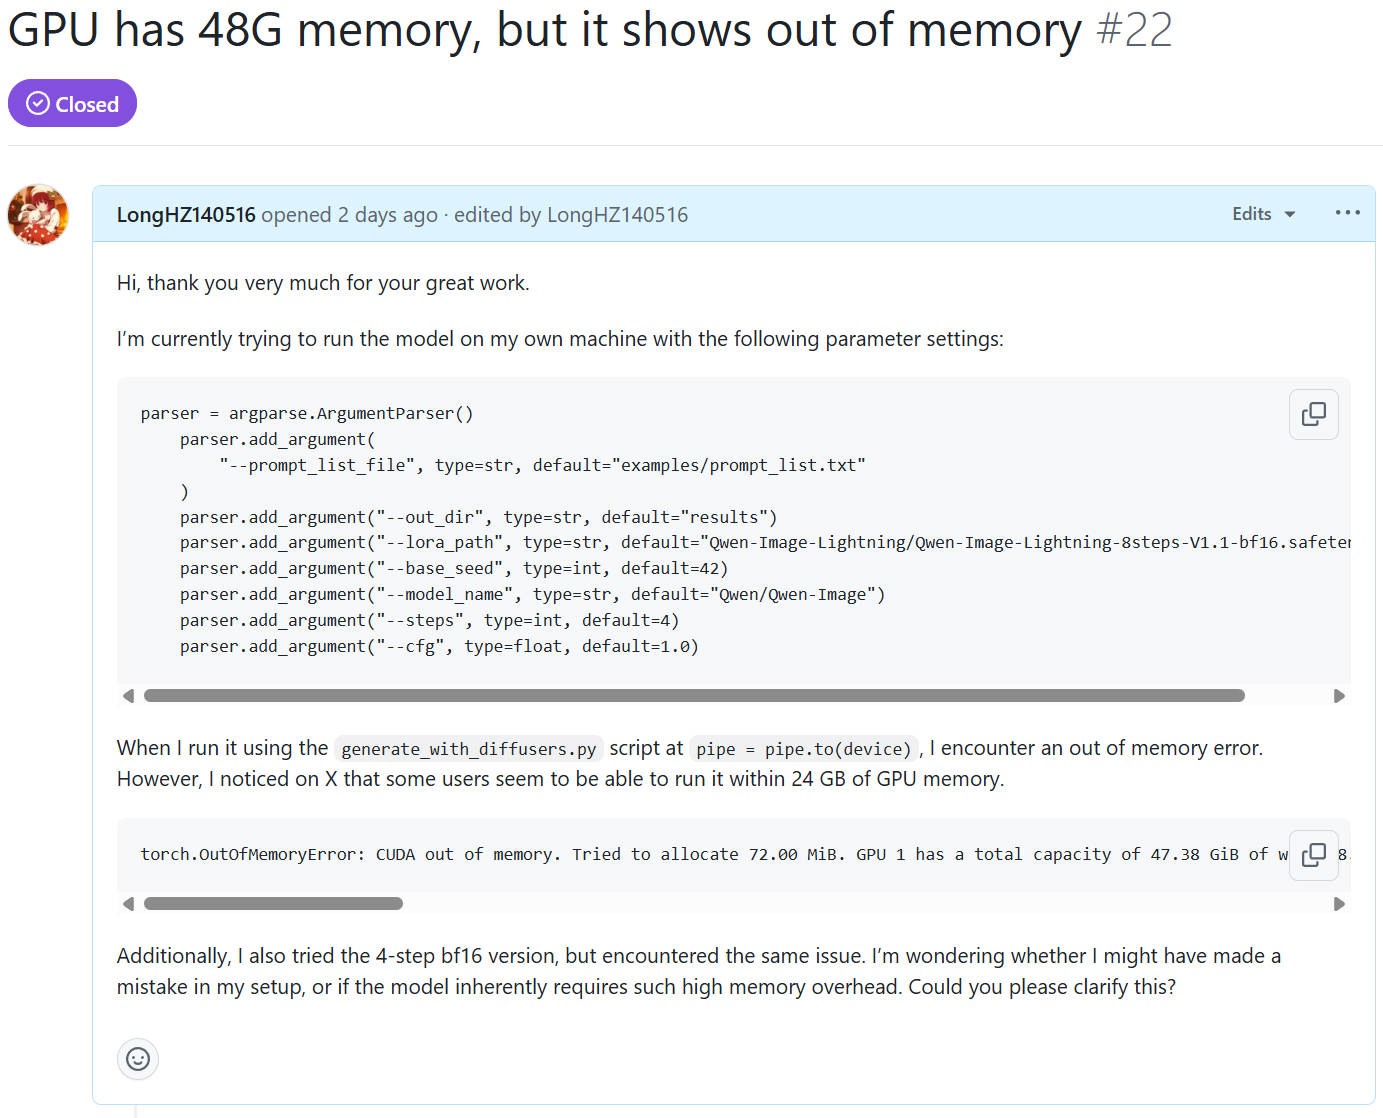 GPU has 48G memory, but it shows out of memory #22
Closed
LongHZ140516 opened 2 days ago · edited by LongHZ140516
Edits
Hi, thank you very much for your great work.
I’m currently trying to run the model on my own machine with the following parameter settings:
parser = argparse.ArgumentParser()
    parser.add_argument(
        "--prompt_list_file", type=str, default="examples/prompt_list.txt"
    )
    parser.add_argument("--out_dir", type=str, default="results")
    parser.add_argument("--lora_path", type=str, default="Qwen-Image-Lightning/Qwen-Image-Lightning-8steps-V1.1-bf16.safeten
    parser.add_argument("--base_seed", type=int, default=42)
    parser.add_argument("--model_name", type=str, default="Qwen/Qwen-Image")
    parser.add_argument("--steps", type=int, default=4)
    parser.add_argument("--cfg", type=float, default=1.0)
When I run it using the generate_with_diffusers.py script at pipe = pipe.to(device), I encounter an out of memory error.
However, I noticed on X that some users seem to be able to run it within 24 GB of GPU memory.
torch.OutOfMemoryError: CUDA out of memory. Tried to allocate 72.00 MiB. GPU 1 has a total capacity of 47.38 GiB of w 8.
Additionally, I also tried the 4-step bf16 version, but encountered the same issue. I’m wondering whether I might have made a
mistake in my setup, or if the model inherently requires such high memory overhead. Could you please clarify this?